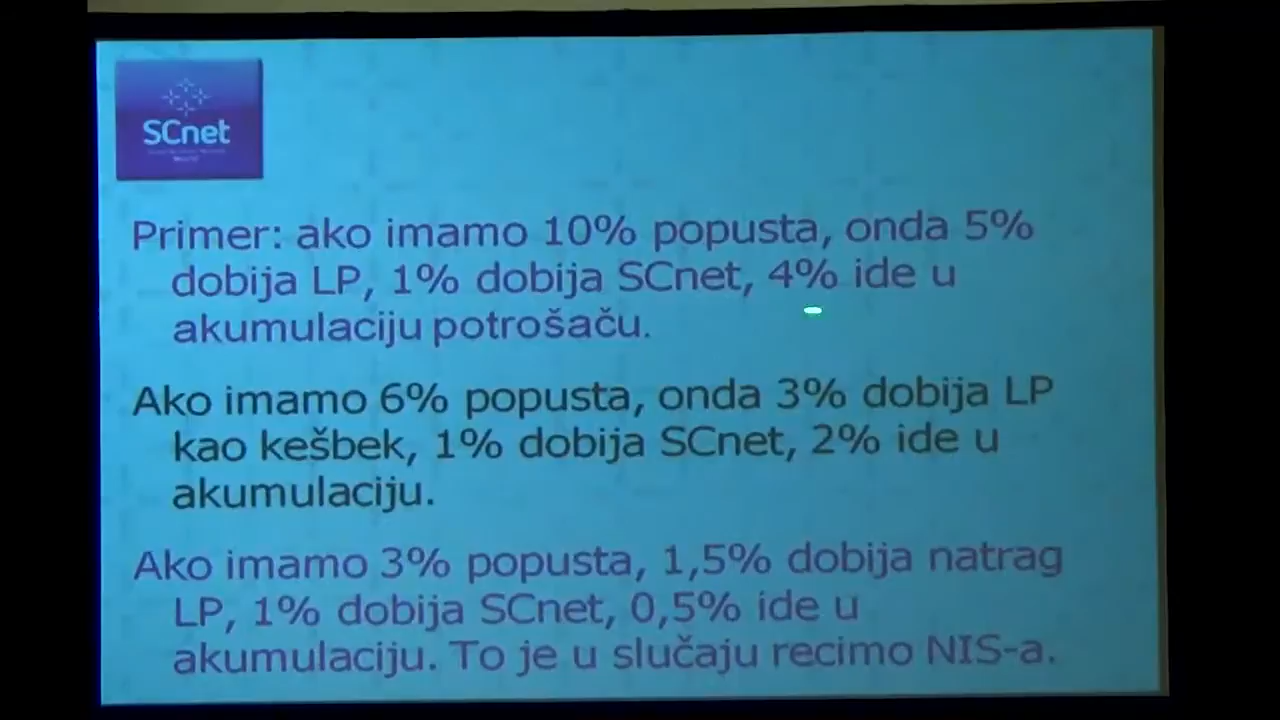 SCnet
Primer: ako imamo 10% popusta, onda 5%
dobija LP, 1% dobija SCnet, 4% ide u
akumulaciju potrošaču.
Ako imamo 6% popusta, onda 3% dobija LP
kao kešbek, 1% dobija SCnet, 2% ide u
akumulaciju.
Ako imamo 3% popusta, 1,5% dobija natrag
LP, 1% dobija SCnet, 0,5% ide u
akumulaciju. To je u slučaju recimo NIS-a.